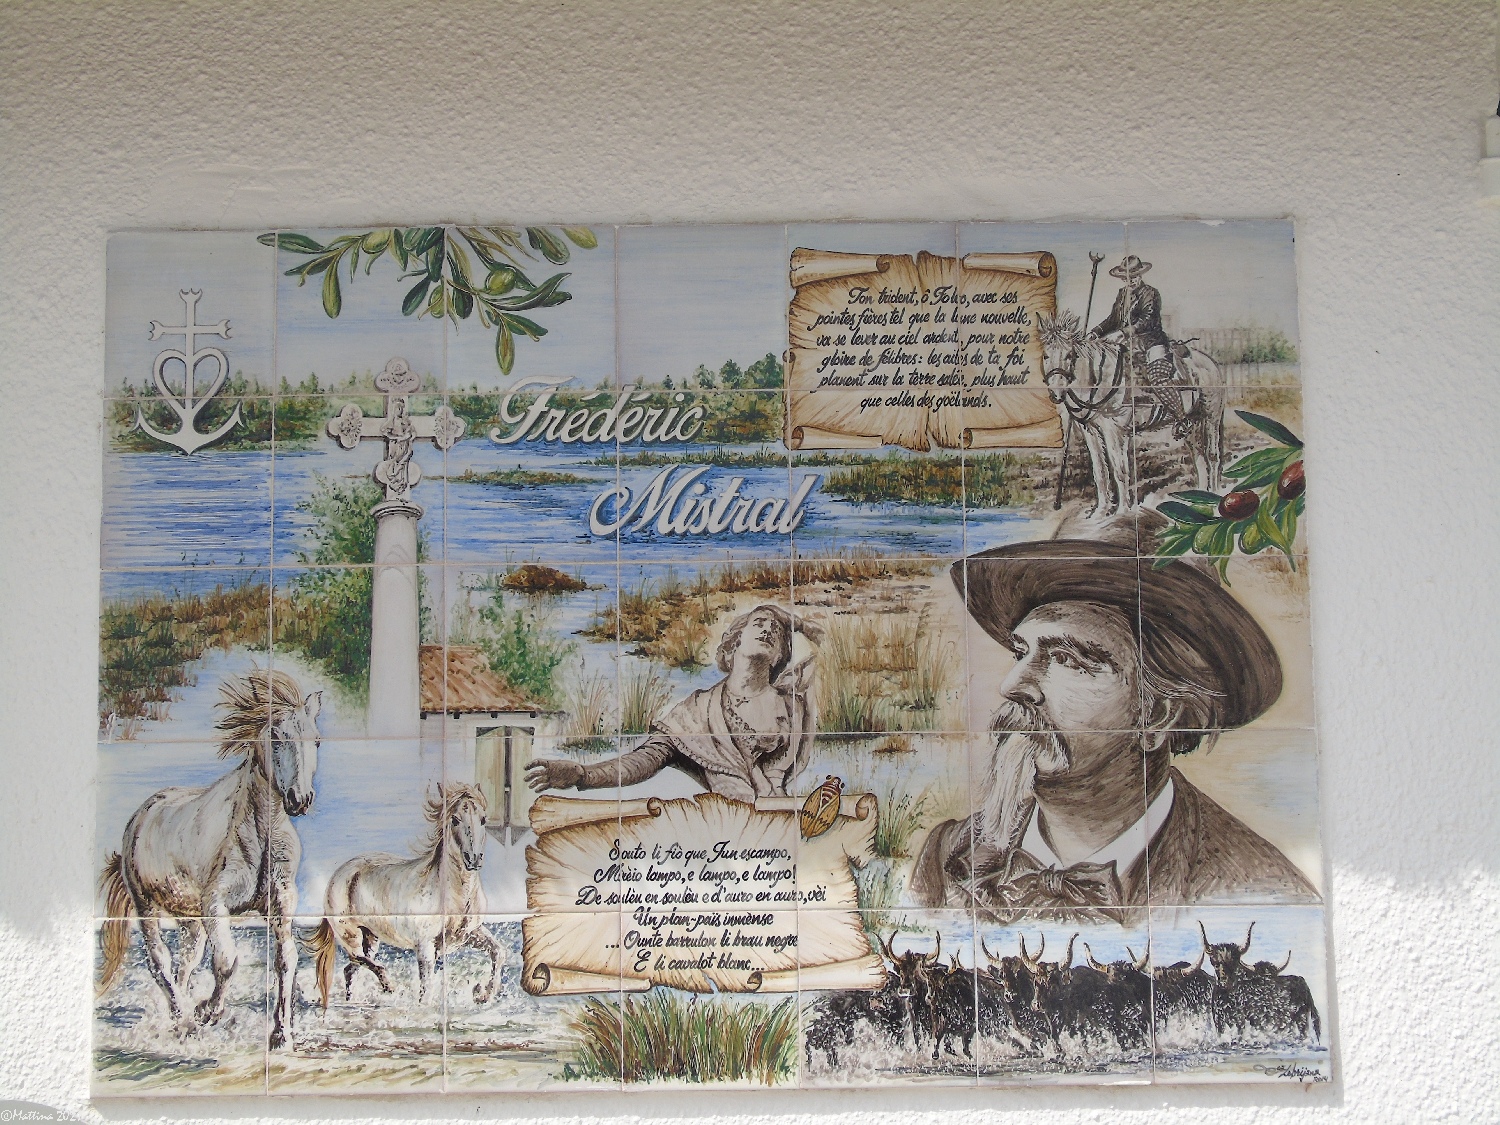 Ton trident, ô Folco, avec ses
pointes fières tel que la lune nouvelle,
va se lever au ciel ardent, pour notre
gloire de félibres : les ailes de ta foi
planent sur la terre salée, plus haut
que celles des goëlands.
Frédéric
Mistral
Souto li fiò que Jun escampo,
Mirèio lampo, e lampo, e lampo!
De soulèu en soulèu e d'auro en auro, vèi
Un plan-païs inmènse
... Ounte barrulon li brau negre
E li cavalot blanc...
2014
©Mattina